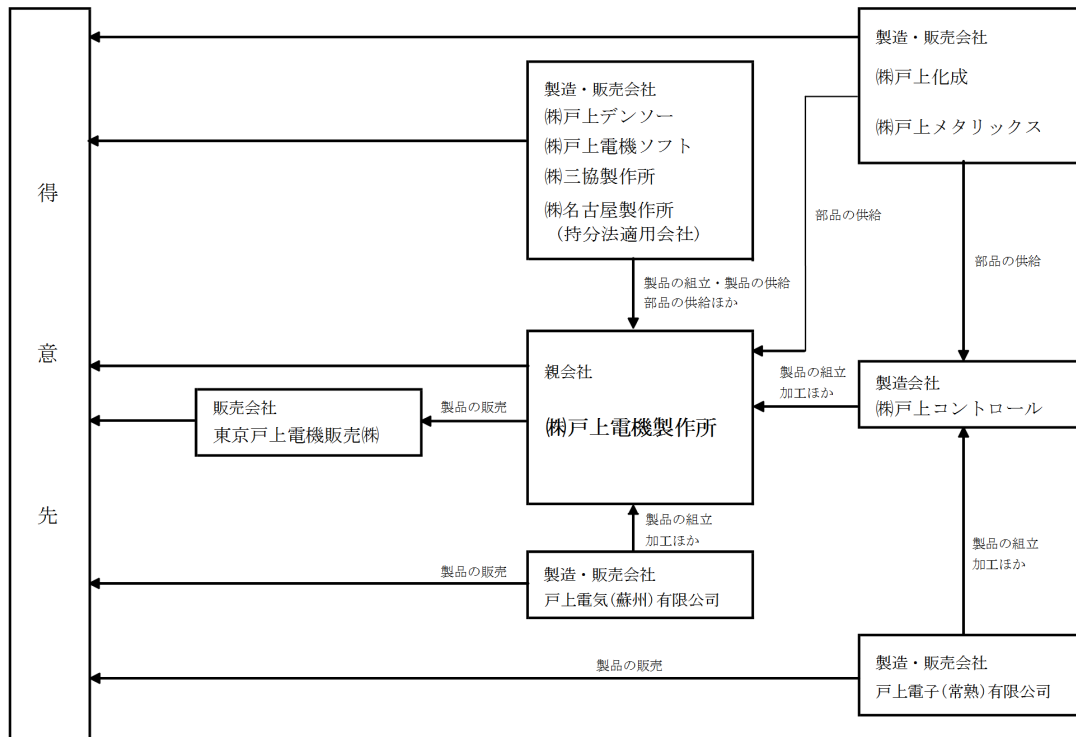 得
意
先
製造・販売会社
㈱戸上化成
㈱戸上メタリックス
製造・販売会社
㈱戸上デンソー
㈱戸上電機ソフト
㈱三協製作所
㈱名古屋製作所
(持分法適用会社)
部品の供給
部品の供給
製品の組立・製品の供給
部品の供給ほか
親会社
㈱戸上電機製作所
製品の組立
加工ほか
製造会社
㈱戸上コントロール
製品の販売
販売会社
東京戸上電機販売㈱
製品の組立
加工ほか
製品の販売
製造・販売会社
戸上電気(蘇州)有限公司
製品の組立
加工ほか
製品の販売
製造・販売会社
戸上電子(常熟)有限公司